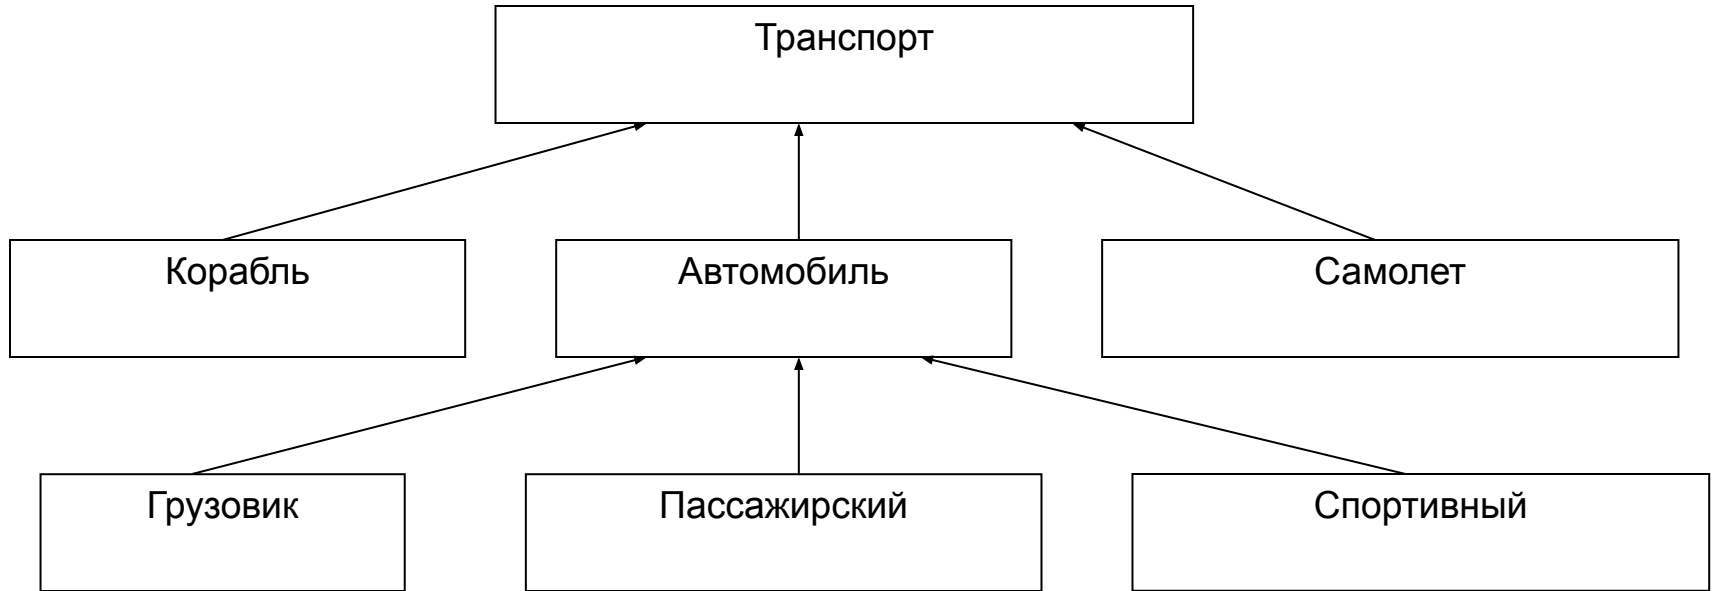 Транспорт
Корабль
Автомобиль
Самолет
Грузовик
Пассажирский
Спортивный